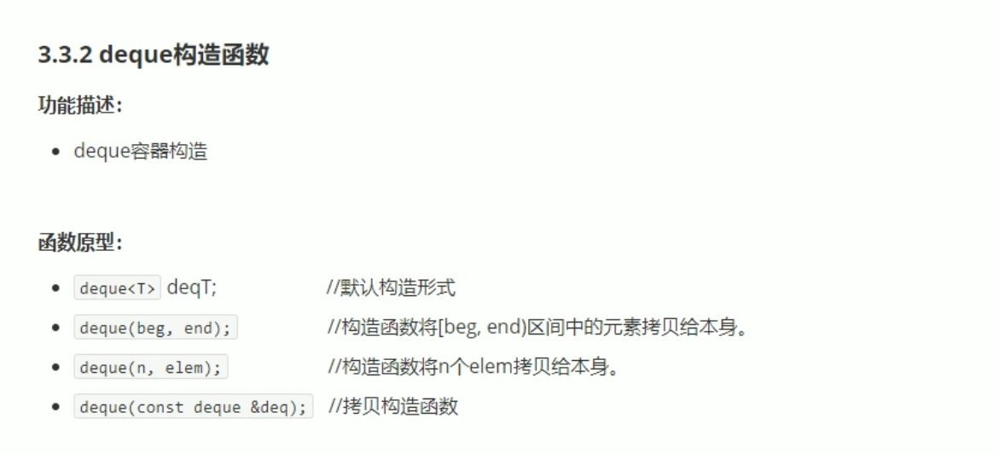 3.3.2 deque构造函数
功能描述：
deque容器构造
函数原型：
deque<T> deqT; //默认构造形式
deque(beg, end); //构造函数将[beg, end)区间中的元素拷贝给本身。
deque(n, elem); //构造函数将n个elem拷贝给本身。
deque(const deque &deq); //拷贝构造函数